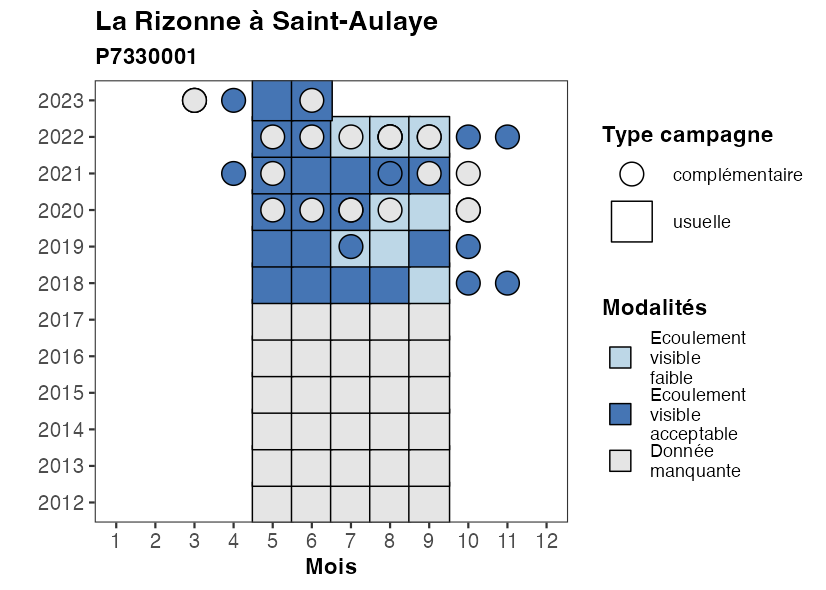 La Rizonne à Saint-Aulaye
P7330001
2023
2022
2021
2020
2019
2018
2017
2016
2015
2014
2013
2012
1 2 3 4 5 6 7 8 9 10 11 12
Mois
Type campagne
complémentaire
usuelle
Modalités
Ecoulement
visible
faible
Ecoulement
visible
acceptable
Donnée
manquante